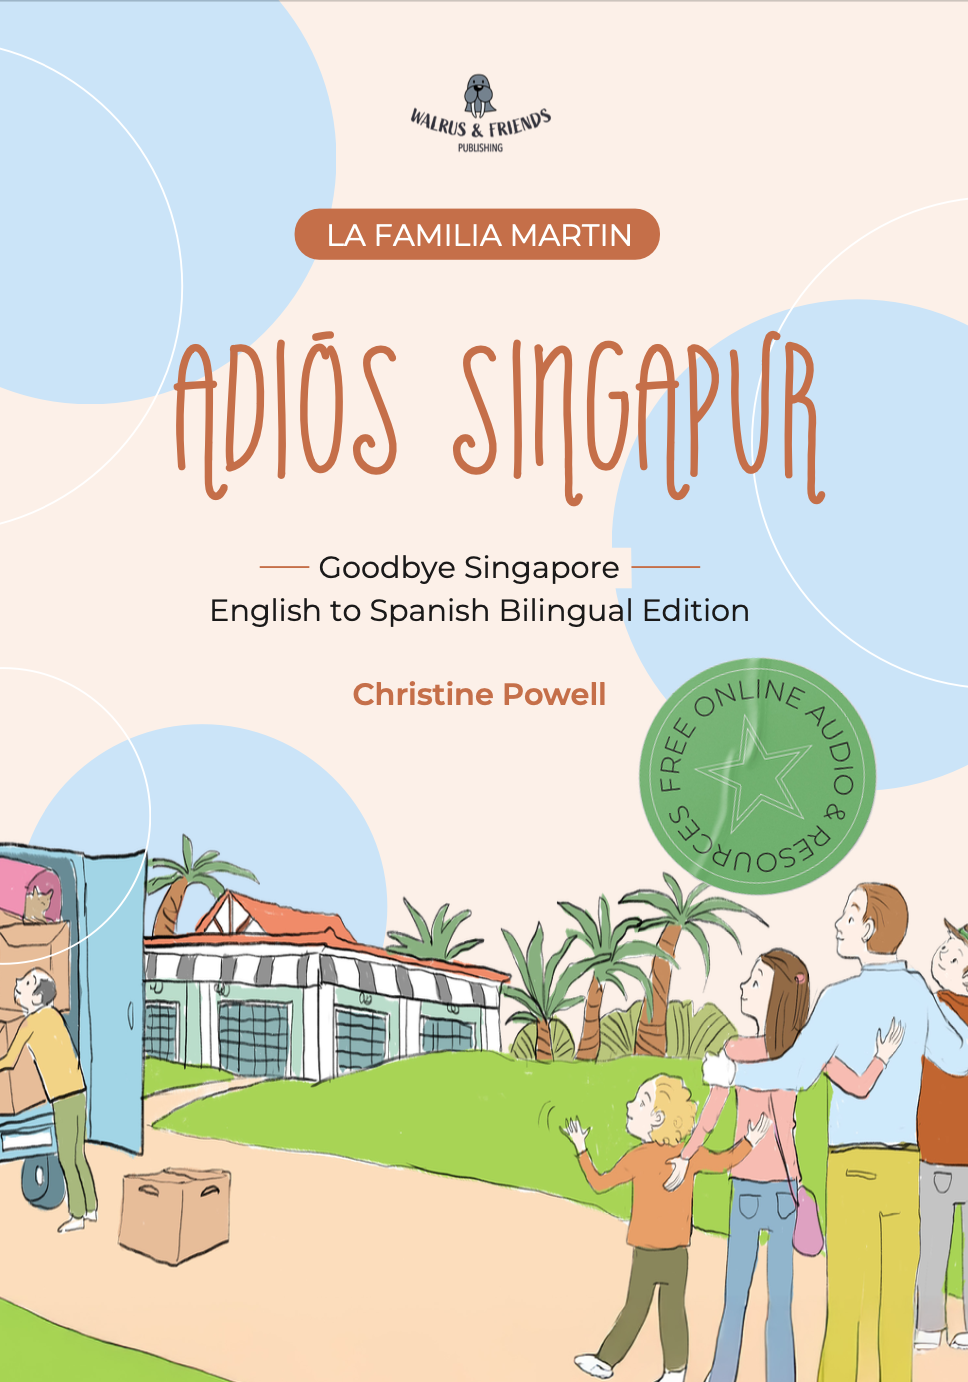 WALRUS & FRIENDS
PUBLISHING
LA FAMILIA MARTIN
ADIŌS SINGAPUR
Goodbye Singapore
English to Spanish Bilingual Edition
Christine Powell
FREE ONLINE AUDIO & RESOURCES